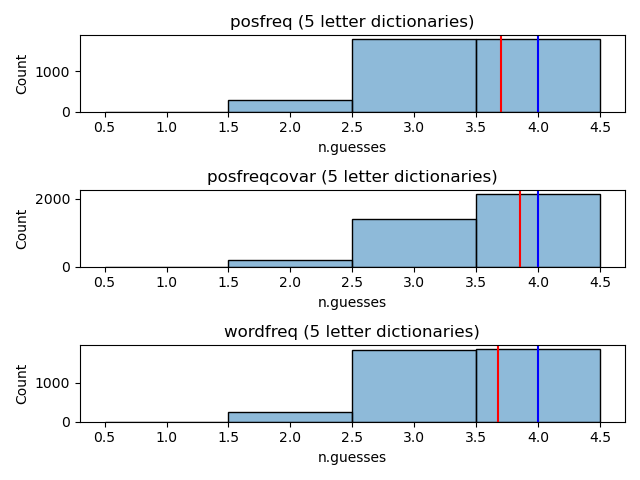 posfreq (5 letter dictionaries)
Count
1000
0
0.5 1.0 1.5 2.0 2.5 3.0 3.5 4.0 4.5
n.guesses
posfreqcovar (5 letter dictionaries)
Count
2000
0
0.5 1.0 1.5 2.0 2.5 3.0 3.5 4.0 4.5
n.guesses
wordfreq (5 letter dictionaries)
Count
1000
0
0.5 1.0 1.5 2.0 2.5 3.0 3.5 4.0 4.5
n.guesses